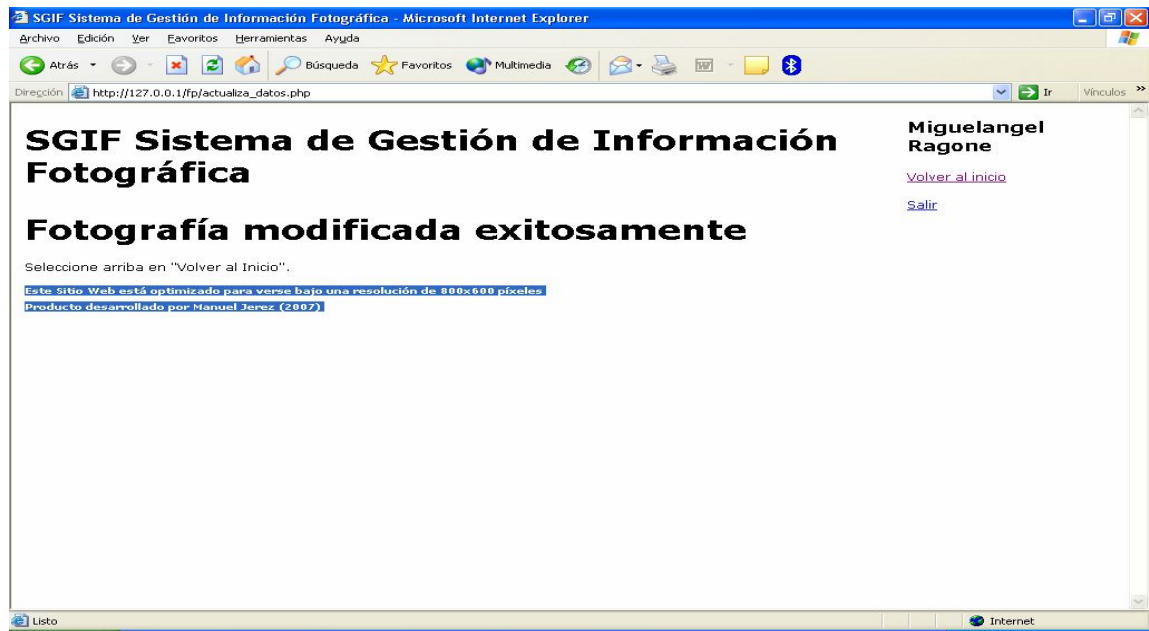 SGIF Sistema de Gestión de Información Fotográfica - Microsoft Internet Explorer
Archivo Edición Ver Favoritos Herramientas Ayuda
Atrás Búsqueda Favoritos Multimedia
Dirección http://127.0.0.1/fp/actualiza_datos.php Ir Vínculos »
SGIF Sistema de Gestión de Información
Fotográfica
Miguelangel
Ragone
Volver al inicio
Salir
Fotografía modificada exitosamente
Seleccione arriba en "Volver al Inicio".
Este Sitio Web está optimizado para verse bajo una resolución de 800x600 píxeles
Producto desarrollado por Manuel Jerez (2007)
Listo Internet